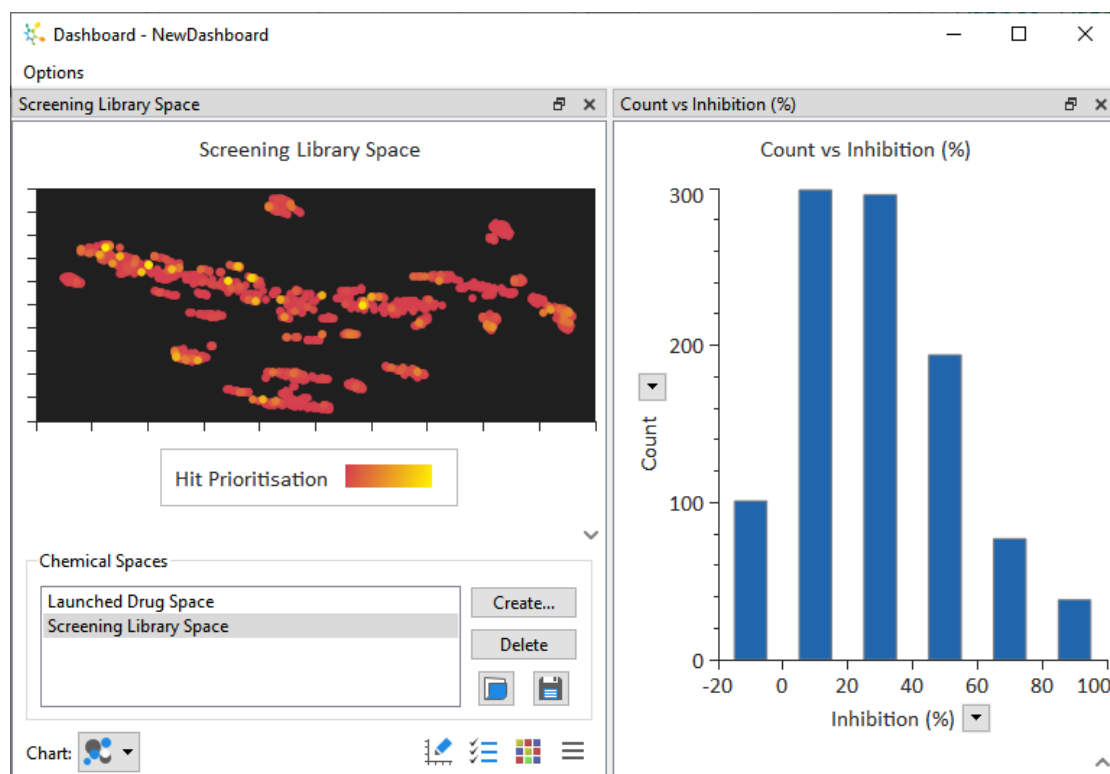 Dashboard - NewDashboard
Options
Screening Library Space
Screening Library Space
Hit Prioritisation
Chemical Spaces
Launched Drug Space
Screening Library Space
Create...
Delete
Chart:
Count vs Inhibition (%)
Count vs Inhibition (%)
300
200
100
0
Count
-20 0 20 40 60 80 100
Inhibition (%)